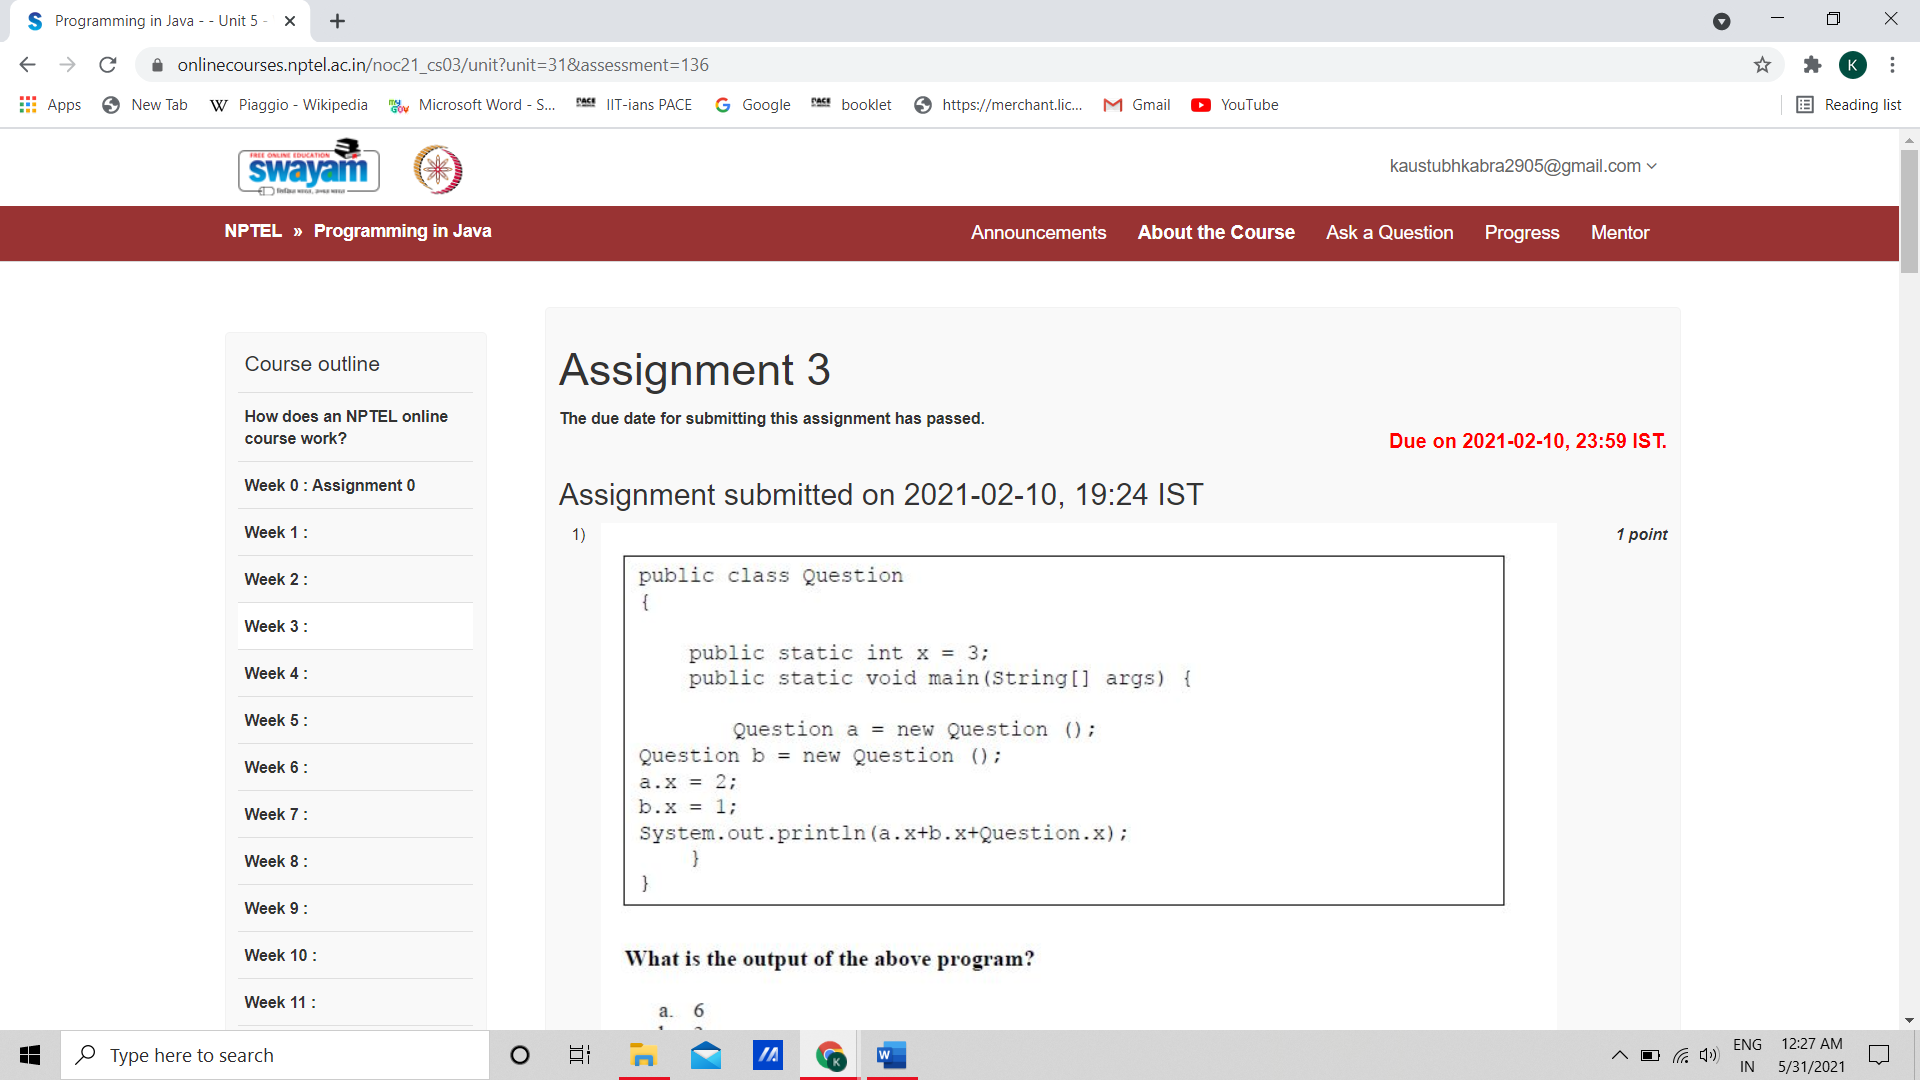 Programming in Java - - Unit 5 -
onlinecourses.nptel.ac.in/noc21_cs03/unit?unit=31&assessment=136
K
Apps
New Tab
W Piaggio - Wikipedia
Microsoft Word - S...
PACE IIT-ians PACE
Google
PACE booklet
https://merchant.lic...
Gmail
YouTube
Reading list
FREE ONLINE EDUCATION
swayam
kaustubhkabra2905@gmail.com
NPTEL » Programming in Java
Announcements
About the Course
Ask a Question
Progress
Mentor
Course outline
How does an NPTEL online
course work?
Week 0 : Assignment 0
Week 1 :
Week 2 :
Week 3 :
Week 4 :
Week 5 :
Week 6 :
Week 7 :
Week 8 :
Week 9 :
Week 10 :
Week 11 :
Assignment 3
The due date for submitting this assignment has passed.
Due on 2021-02-10, 23:59 IST.
Assignment submitted on 2021-02-10, 19:24 IST
1)
1 point
public class Question
{
public static int x = 3;
public static void main(String[] args) {
Question a = new Question ();
Question b = new Question ();
a.x = 2;
b.x = 1;
System.out.println(a.x+b.x+Question.x);
}
}
What is the output of the above program?
a. 6
Type here to search
ENG
IN
12:27 AM
5/31/2021